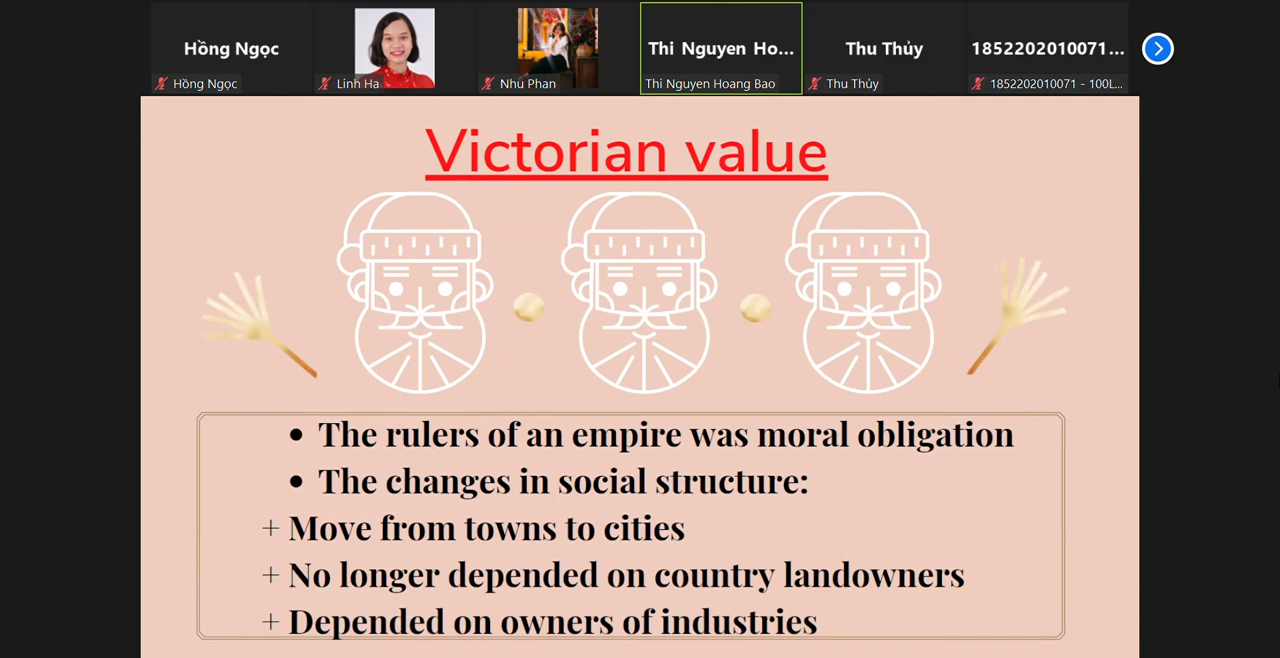 Hồng Ngọc
Thi Nguyen Ho...
Thu Thủy
1852202010071...
Hồng Ngọc
Linh Ha
Nhu Phan
Thi Nguyen Hoang Bao
Thu Thủy
1852202010071 - 100L...
Victorian value
• The rulers of an empire was moral obligation
• The changes in social structure:
+ Move from towns to cities
+ No longer depended on country landowners
+ Depended on owners of industries